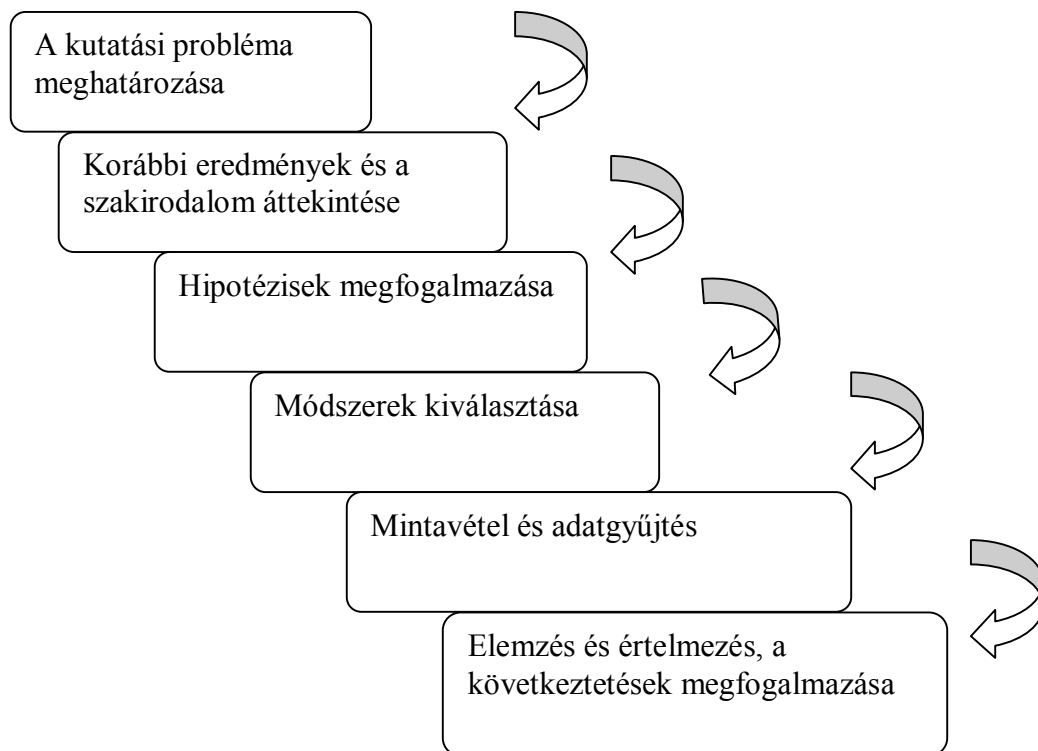 A kutatási probléma
meghatározása
Korábbi eredmények és a
szakirodalom áttekintése
Hipotézisek megfogalmazása
Módszerek kiválasztása
Mintavétel és adatgyűjtés
Elemzés és értelmezés, a
következtetések megfogalmazása